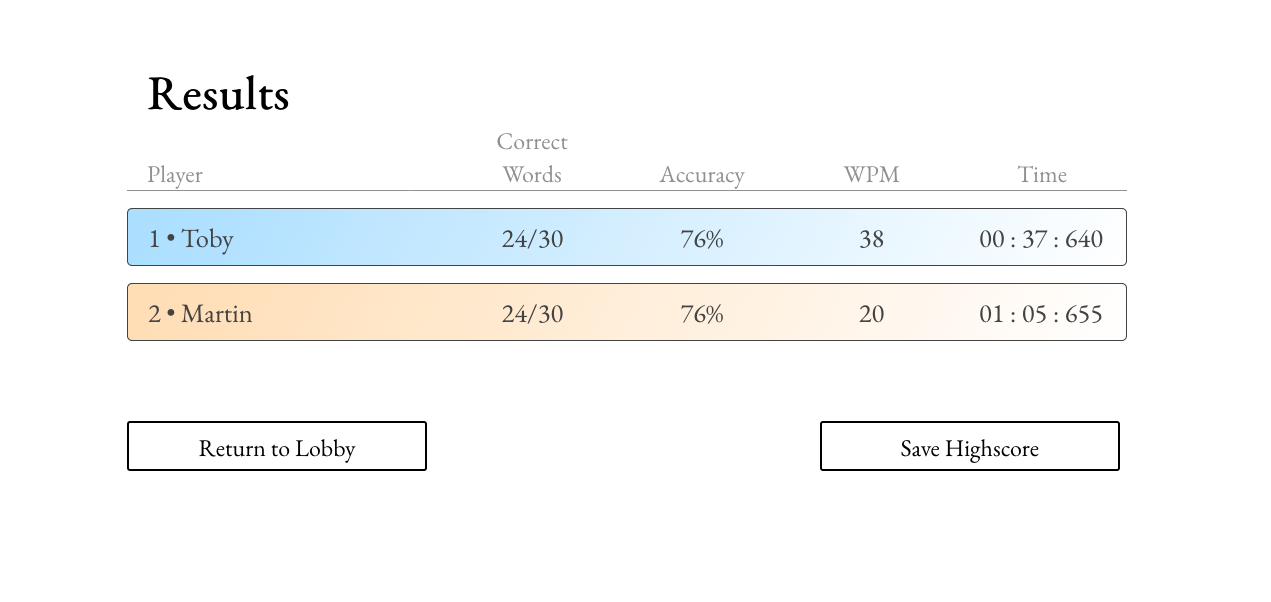 Results
Player Correct Words Accuracy WPM Time
1 • Toby 24/30 76% 38 00 : 37 : 640
2 • Martin 24/30 76% 20 01 : 05 : 655
Return to Lobby Save Highscore